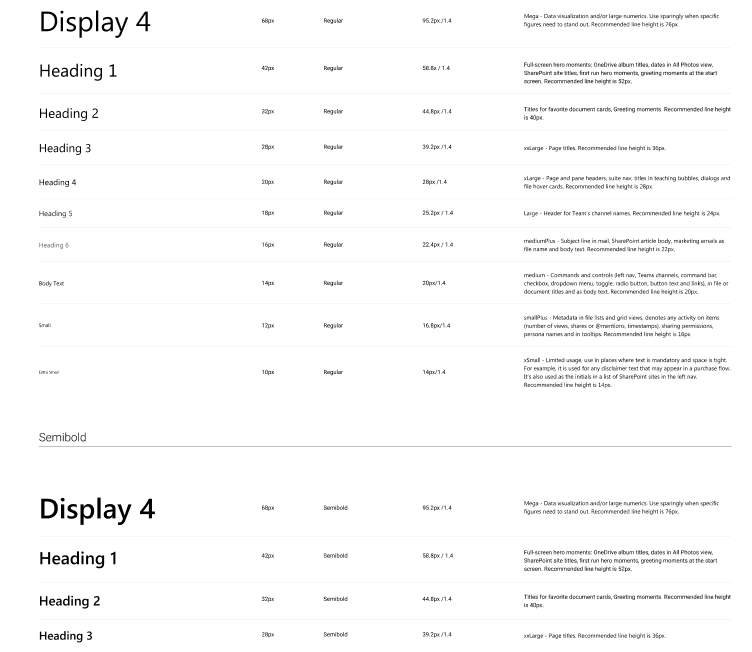 Display 4 68px Regular 95.2px /1.4 Mega - Data visualization and/or large numerics. Use sparingly when specific
figures need to stand out. Recommended line height is 76px.
Heading 1 42px Regular 58.8x / 1.4 Full-screen hero moments: OneDrive album titles, dates in All Photos view,
SharePoint site titles, first run hero moments, greeting moments at the start
screen. Recommended line height is 52px.
Heading 2 32px Regular 44.8px /1.4 Titles for favorite document cards, Greeting moments. Recommended line height
is 40px.
Heading 3 28px Regular 39.2px /1.4 xxLarge - Page titles. Recommended line height is 36px.
Heading 4 20px Regular 28px /1.4 xLarge - Page and pane headers, suite nav, titles in teaching bubbles, dialogs and
file hover cards. Recommended line height is 28px.
Heading 5 18px Regular 25.2px / 1.4 Large - Header for Team's channel names. Recommended line height is 24px.
Heading 6 16px Regular 22.4px / 1.4 mediumPlus - Subject line in mail, SharePoint article body, marketing emails as
file name and body text. Recommended line height is 22px.
Body Text 14px Regular 20px/1.4 medium - Commands and controls (left nav, Teams channels, command bar,
checkbox, dropdown menu, toggle, radio button, button text and links), in file or
document titles and as body text. Recommended line height is 20px.
Small 12px Regular 16.8px/1.4 smallPlus - Metadata in file lists and grid views, denotes any activity on items
(number of views, shares or @mentions, timestamps), sharing permissions,
persona names and in tooltips. Recommended line height is 16px.
Extra Small 10px Regular 14px/1.4 xSmall - Limited usage, use in places where text is mandatory and space is tight.
For example, it is used for any disclaimer text that may appear in a purchase flow.
It's also used as the initials in a list of SharePoint sites in the left nav.
Recommended line height is 14px.
Semibold
Display 4 68px Semibold 95.2px /1.4 Mega - Data visualization and/or large numerics. Use sparingly when specific
figures need to stand out. Recommended line height is 76px.
Heading 1 42px Semibold 58.8px / 1.4 Full-screen hero moments: OneDrive album titles, dates in All Photos view,
SharePoint site titles, first run hero moments, greeting moments at the start
screen. Recommended line height is 52px.
Heading 2 32px Semibold 44.8px /1.4 Titles for favorite document cards, Greeting moments. Recommended line height
is 40px.
Heading 3 28px Semibold 39.2px /1.4 xxLarge - Page titles. Recommended line height is 36px.